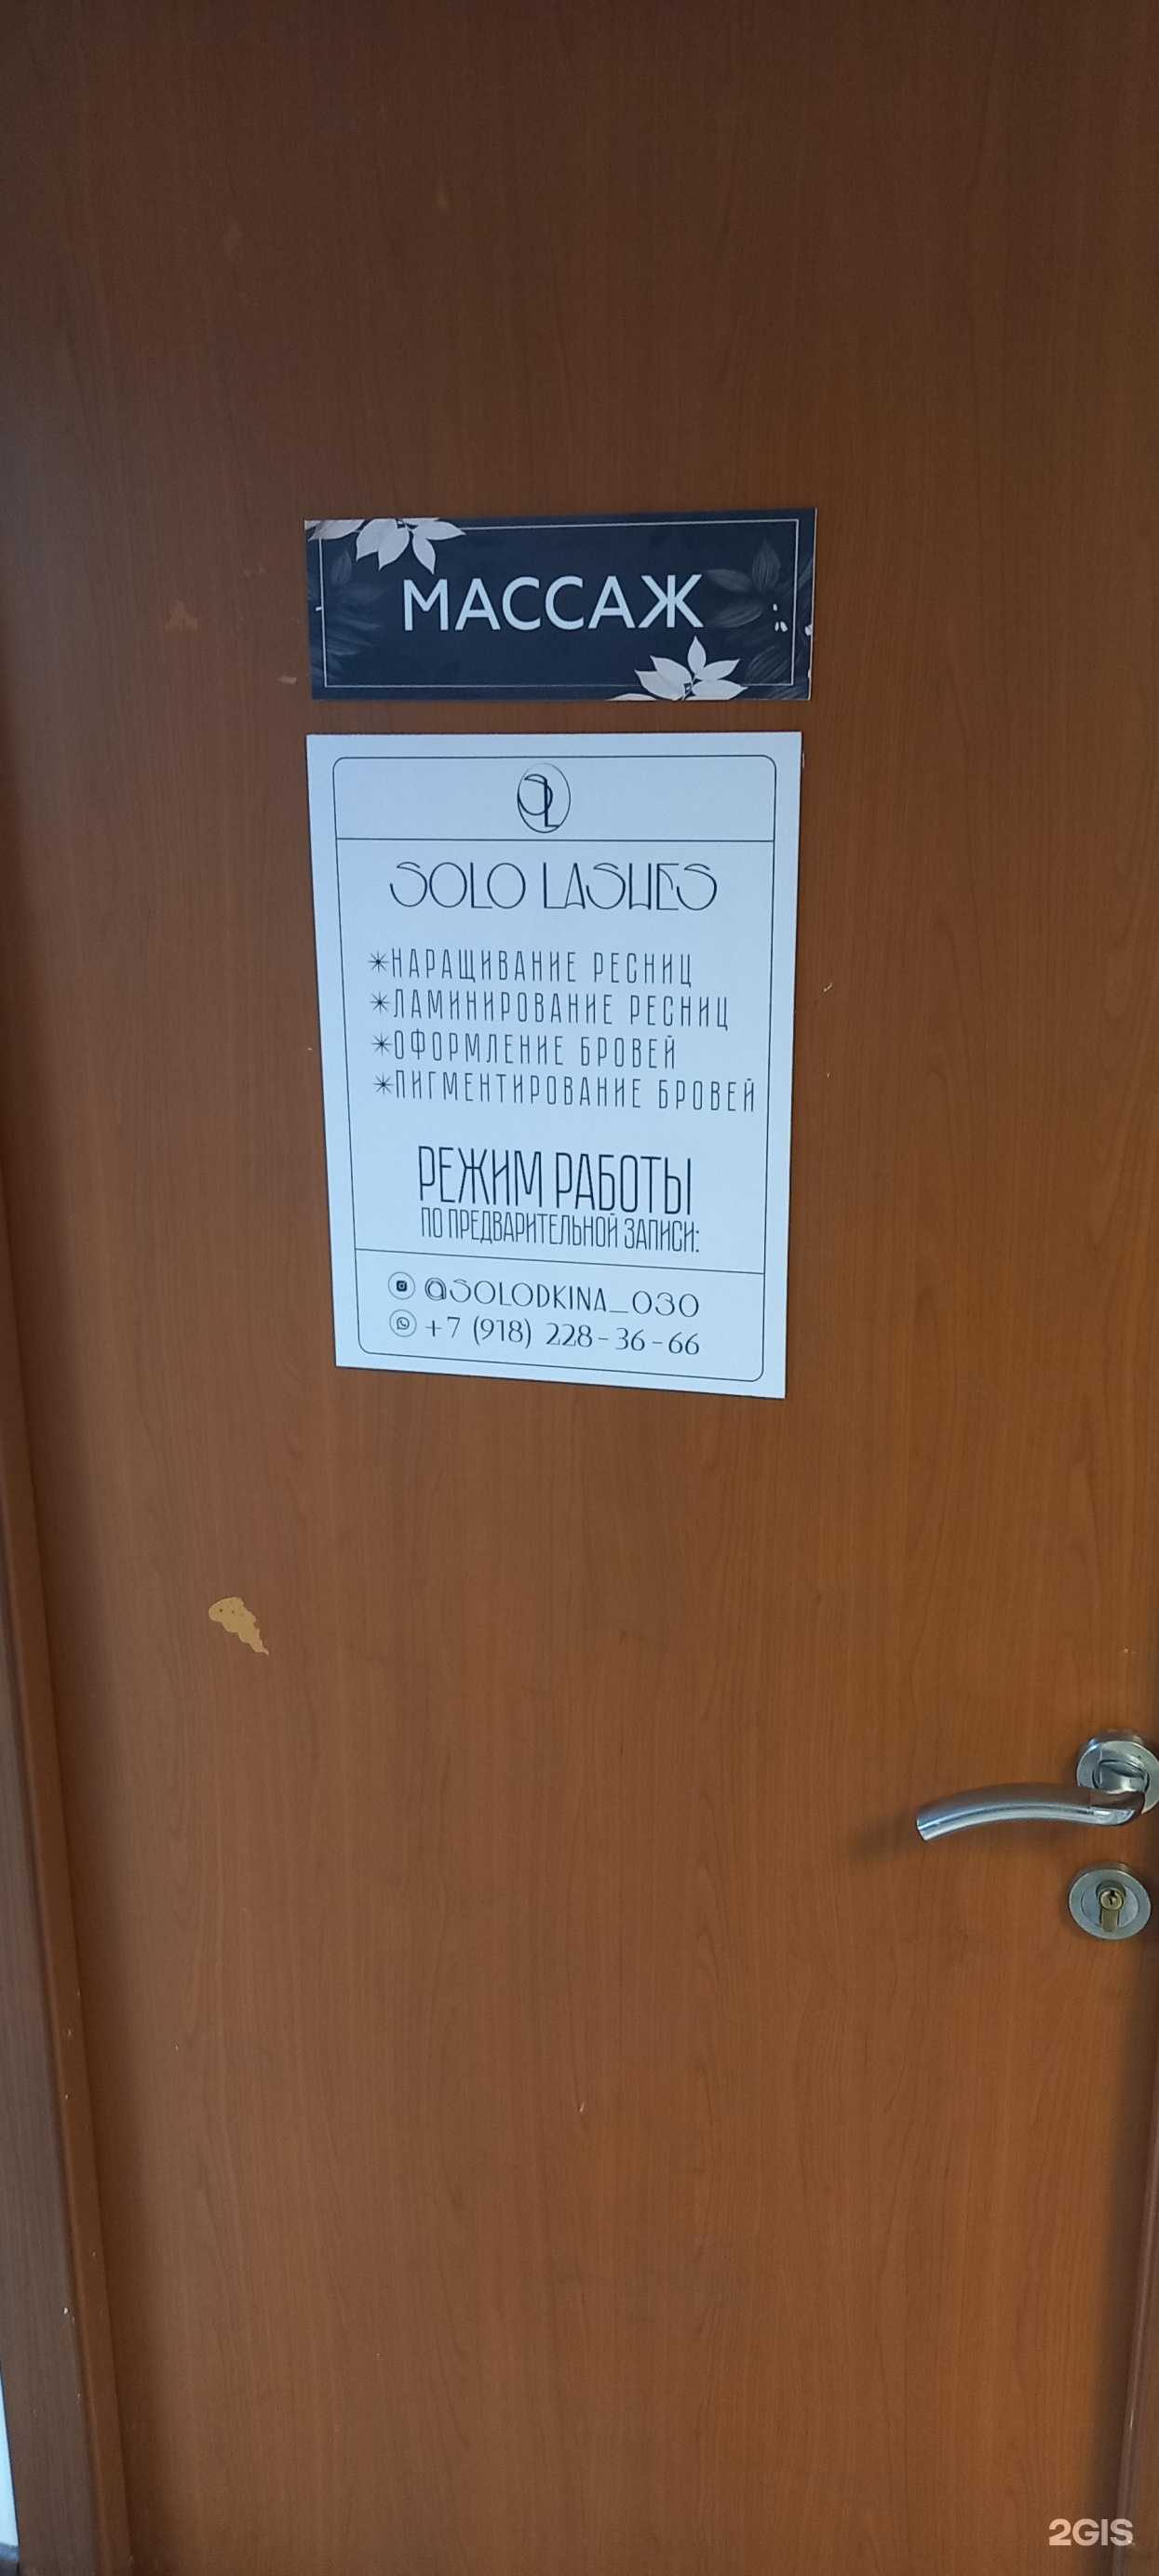 МАССАЖ
SL
SOLO LASHES
*НАРАЩИВАНИЕ РЕСНИЦ
*ЛАМИНИРОВАНИЕ РЕСНИЦ
*ОФОРМЛЕНИЕ БРОВЕЙ
*ПИГМЕНТИРОВАНИЕ БРОВЕЙ
РЕЖИМ РАБОТЫ
ПО ПРЕДВАРИТЕЛЬНОЙ ЗАПИСИ:
@SOLODKINA_030
+7 (918) 228-36-66
2GIS